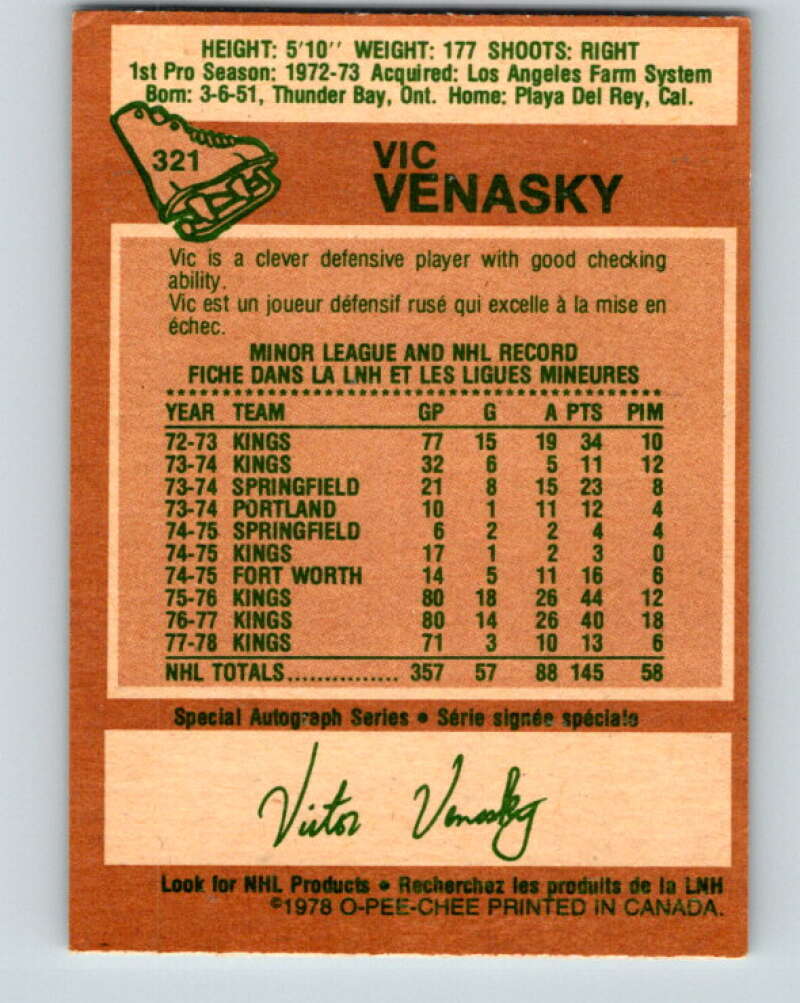 HEIGHT: 5'10'' WEIGHT: 177 SHOOTS: RIGHT
1st Pro Season: 1972-73 Acquired: Los Angeles Farm System
Born: 3-6-51, Thunder Bay, Ont. Home: Playa Del Rey, Cal.
321
VIC
VENASKY
Vic is a clever defensive player with good checking
ability.
Vic est un joueur défensif rusé qui excelle à la mise en
échec.
MINOR LEAGUE AND NHL RECORD
FICHE DANS LA LNH ET LES LIGUES MINEURES
YEAR TEAM GP G A PTS PIM
72-73 KINGS 77 15 19 34 10
73-74 KINGS 32 6 5 11 12
73-74 SPRINGFIELD 21 8 15 23 8
73-74 PORTLAND 10 1 11 12 4
74-75 SPRINGFIELD 6 2 2 4 4
74-75 KINGS 17 1 2 3 0
74-75 FORT WORTH 14 5 11 16 6
75-76 KINGS 80 18 26 44 12
76-77 KINGS 80 14 26 40 18
77-78 KINGS 71 3 10 13 6
NHL TOTALS............... 357 57 88 145 58
Special Autograph Series • Série signée spéciale
Victor Venasky
Look for NHL Products • Recherchez les produits de la LNH
©1978 O-PEE-CHEE PRINTED IN CANADA.